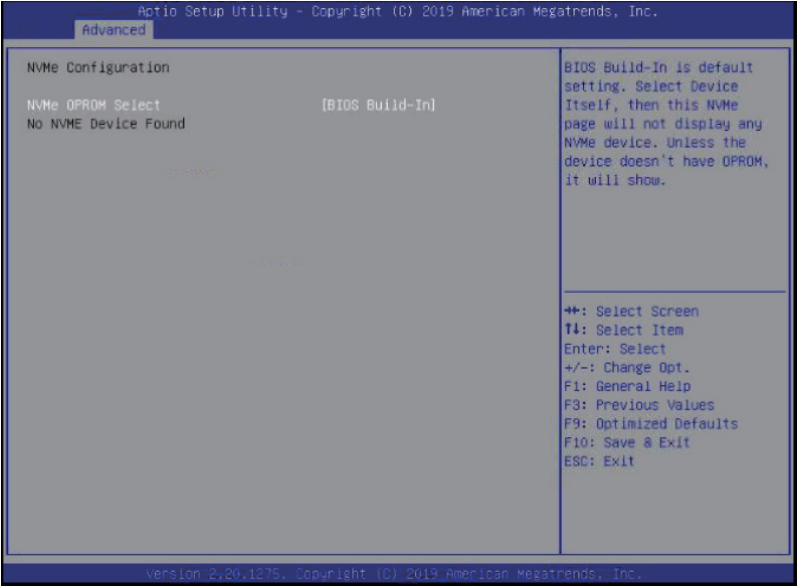 Aptio Setup Utility - Copyright (C) 2019 American Megatrends, Inc.
Advanced
NVMe Configuration
NVMe OPROM Select [BIOS Build-In]
No NVME Device Found
BIOS Build-In is default
setting. Select Device
Itself, then this NVMe
page will not display any
NVMe device. Unless the
device doesn't have OPROM,
it will show.
→←: Select Screen
↑↓: Select Item
Enter: Select
+/-: Change Opt.
F1: General Help
F3: Previous Values
F9: Optimized Defaults
F10: Save & Exit
ESC: Exit
Version 2.20.1275. Copyright (C) 2019 American Megatrends, Inc.